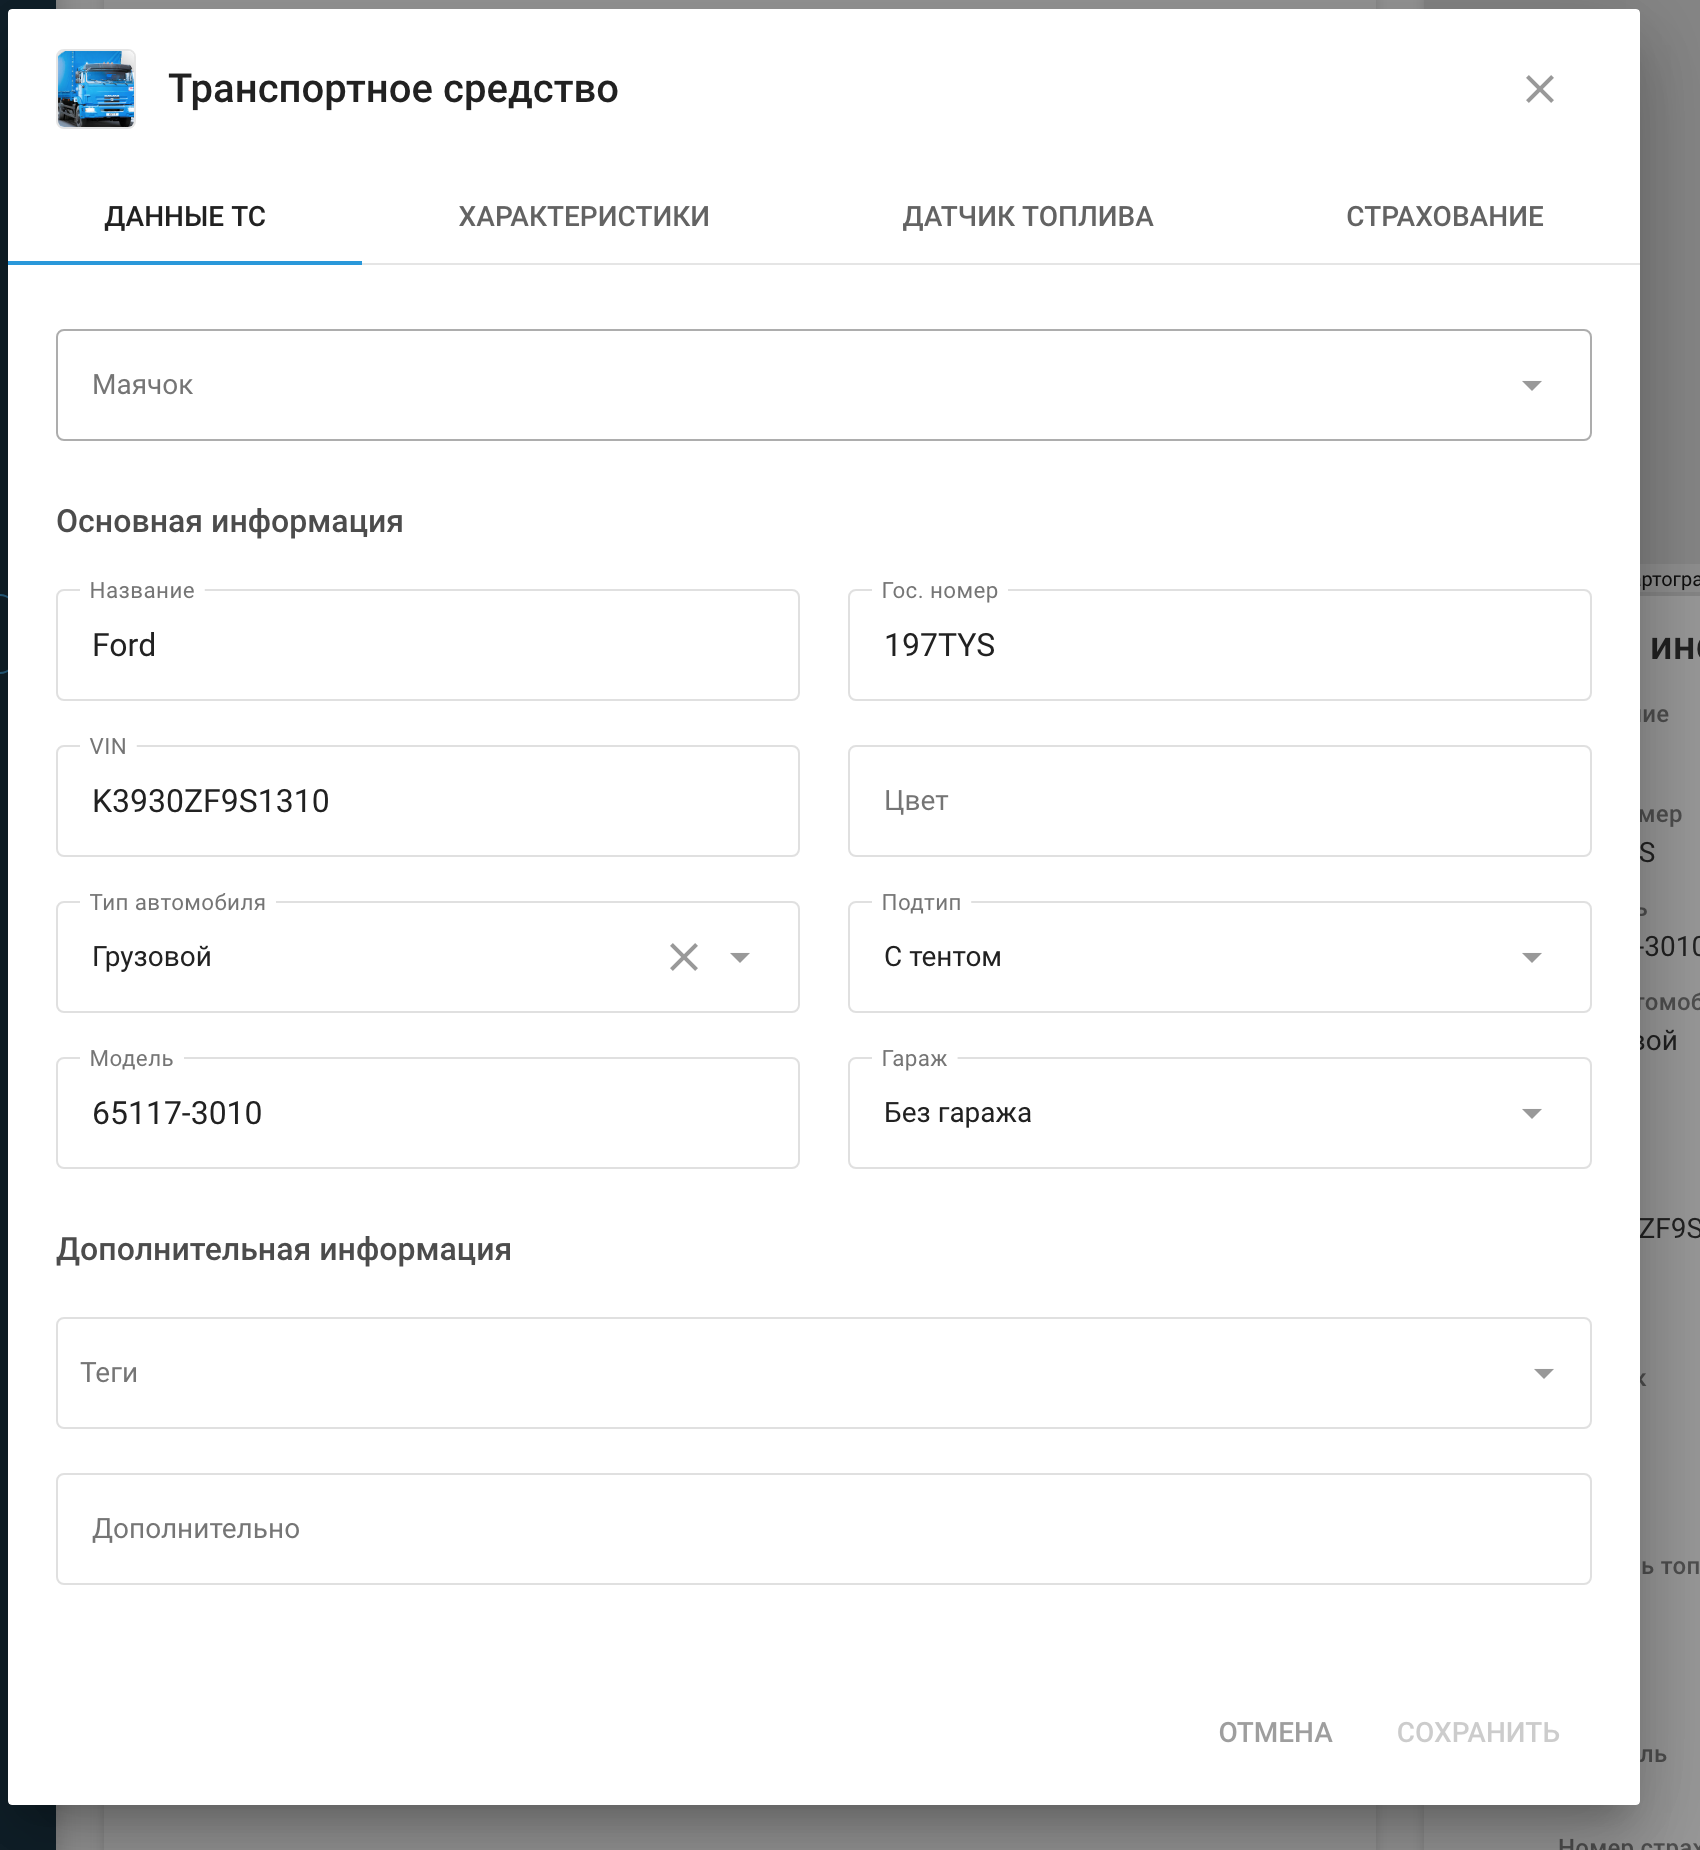 Транспортное средство
ДАННЫЕ ТС
ХАРАКТЕРИСТИКИ
ДАТЧИК ТОПЛИВА
СТРАХОВАНИЕ
Маячок
Основная информация
Название
Ford
Гос. номер
197TYS
VIN
K3930ZF9S1310
Цвет
Тип автомобиля
Грузовой
Подтип
С тентом
Модель
65117-3010
Гараж
Без гаража
Дополнительная информация
Теги
Дополнительно
ОТМЕНА
СОХРАНИТЬ